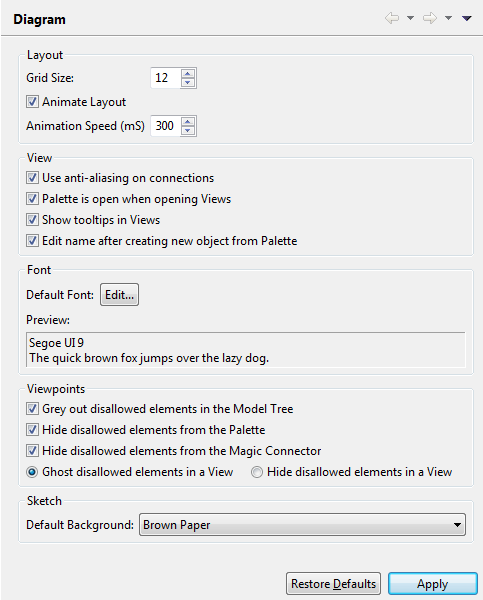 Diagram
Layout
Grid Size: 12
Animate Layout
Animation Speed (mS) 300
View
Use anti-aliasing on connections
Palette is open when opening Views
Show tooltips in Views
Edit name after creating new object from Palette
Font
Default Font: Edit...
Preview:
Segoe UI 9
The quick brown fox jumps over the lazy dog.
Viewpoints
Grey out disallowed elements in the Model Tree
Hide disallowed elements from the Palette
Hide disallowed elements from the Magic Connector
Ghost disallowed elements in a View Hide disallowed elements in a View
Sketch
Default Background: Brown Paper
Restore Defaults Apply